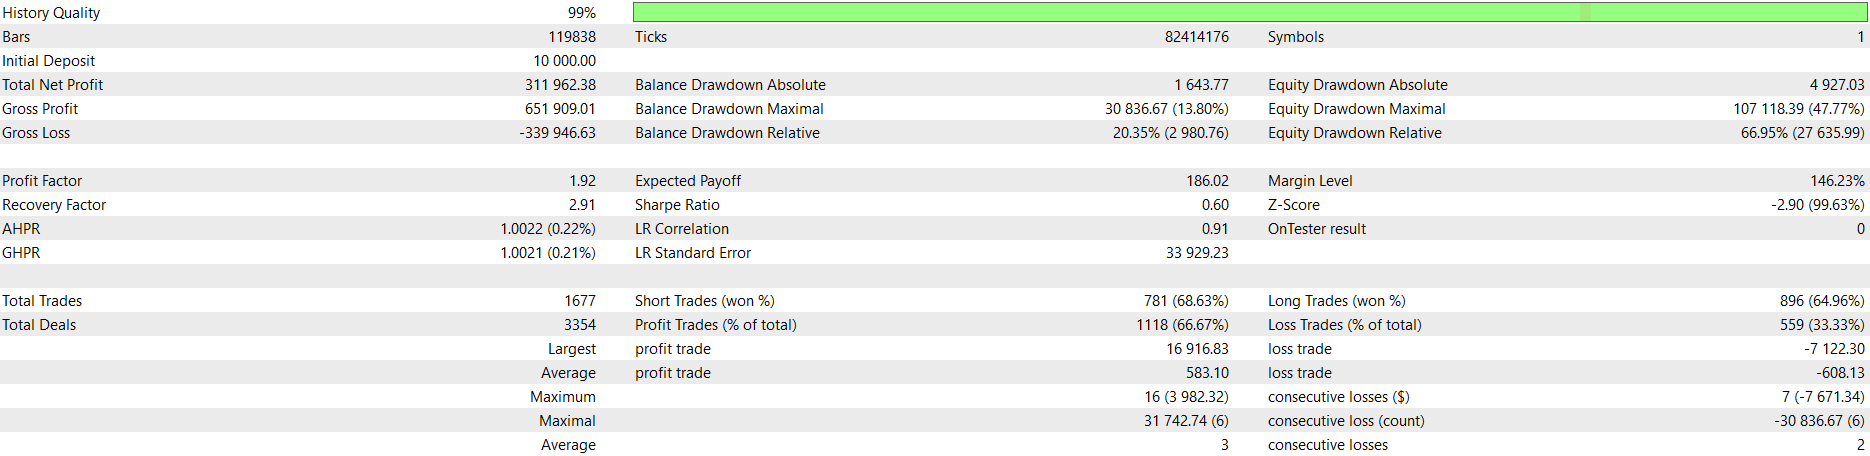 History Quality 99%
Bars 119838 Ticks 82414176 Symbols 1
Initial Deposit 10 000.00
Total Net Profit 311 962.38 Balance Drawdown Absolute 1 643.77 Equity Drawdown Absolute 4 927.03
Gross Profit 651 909.01 Balance Drawdown Maximal 30 836.67 (13.80%) Equity Drawdown Maximal 107 118.39 (47.77%)
Gross Loss -339 946.63 Balance Drawdown Relative 20.35% (2 980.76) Equity Drawdown Relative 66.95% (27 635.99)
Profit Factor 1.92 Expected Payoff 186.02 Margin Level 146.23%
Recovery Factor 2.91 Sharpe Ratio 0.60 Z-Score -2.90 (99.63%)
AHPR 1.0022 (0.22%) LR Correlation 0.91 OnTester result 0
GHPR 1.0021 (0.21%) LR Standard Error 33 929.23
Total Trades 1677 Short Trades (won %) 781 (68.63%) Long Trades (won %) 896 (64.96%)
Total Deals 3354 Profit Trades (% of total) 1118 (66.67%) Loss Trades (% of total) 559 (33.33%)
Largest profit trade 16 916.83 loss trade -7 122.30
Average profit trade 583.10 loss trade -608.13
Maximum 16 (3 982.32) consecutive losses ($) 7 (-7 671.34)
Maximal 31 742.74 (6) consecutive loss (count) -30 836.67 (6)
Average 3 consecutive losses 2